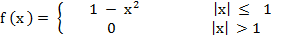 f(x) = { 1 − x² |x| ≤ 1
0 |x| > 1